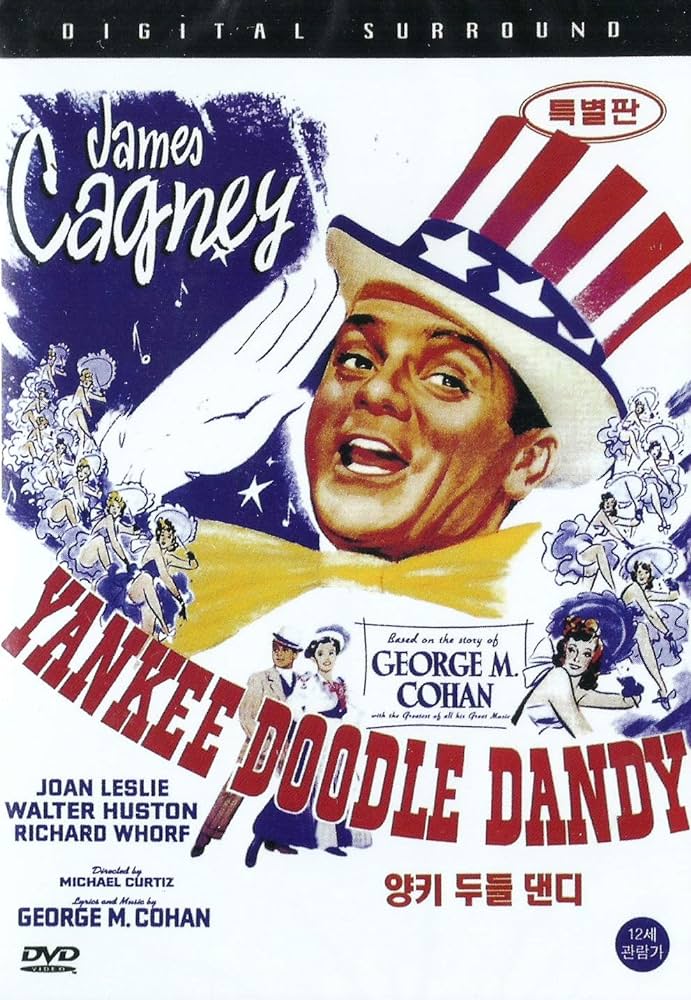 DIGITAL SURROUND
특별판
James
Cagney
Based on the story of
GEORGE M.
COHAN
with the Greatest of all his Great Music
YANKEE DOODLE DANDY
JOAN LESLIE
WALTER HUSTON
RICHARD WHORF
Directed by
MICHAEL CURTIZ
Lyrics and Music by
GEORGE M. COHAN
양키 두들 댄디
DVD
VIDEO
12세
관람가